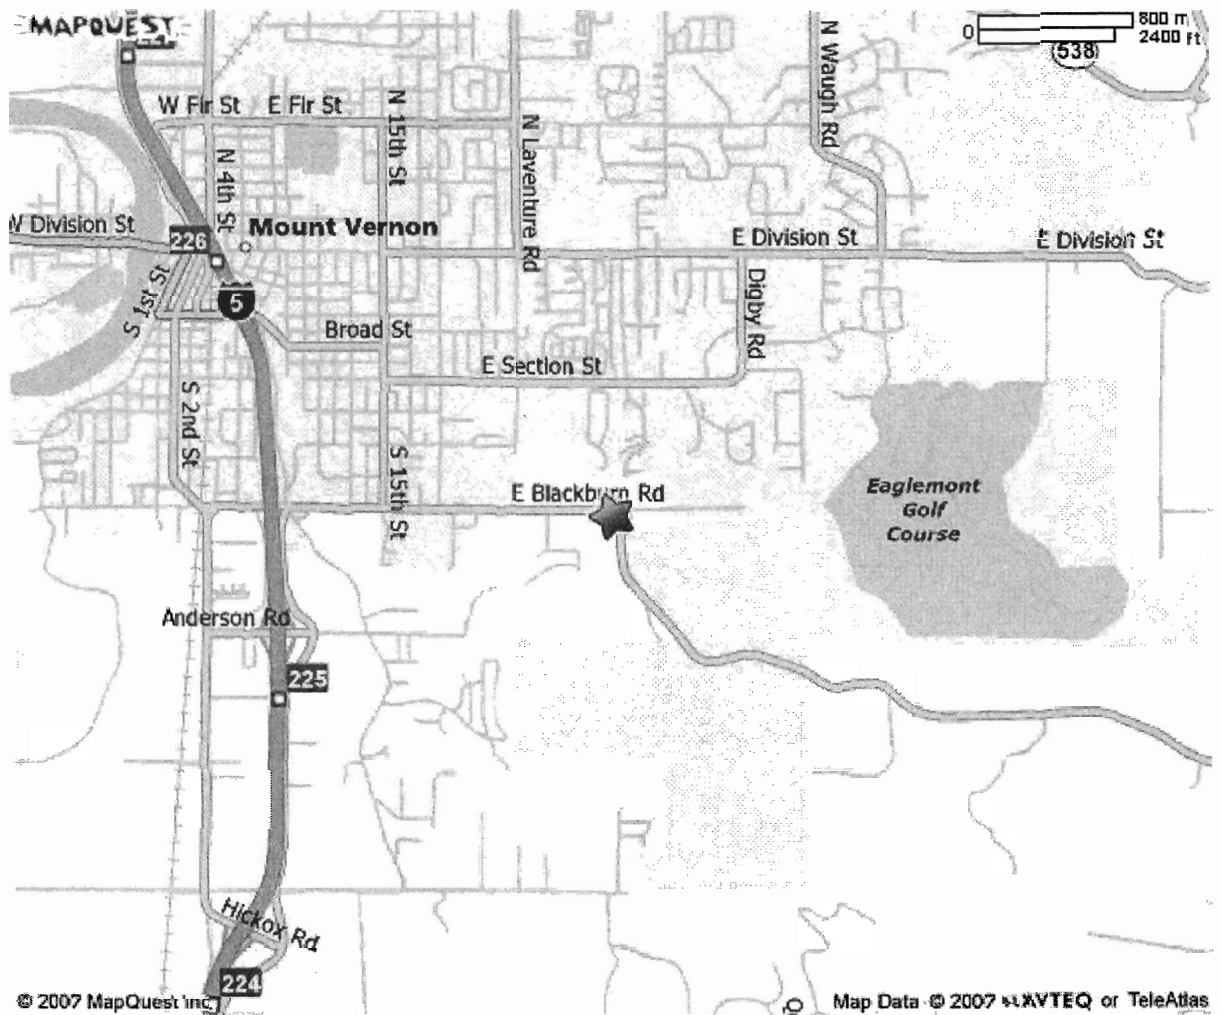 MAPQUEST
800 m
0
2400 ft
538
W Fir St
E Fir St
N 15th St
N Laventure Rd
N Waugh Rd
N 4th St
W Division St
226
Mount Vernon
E Division St
E Division St
S 1st St
5
Broad St
Digby Rd
E Section St
S 2nd St
S 15th St
E Blackburn Rd
Eaglemont
Golf
Course
Anderson Rd
225
Hickox Rd
224
© 2007 MapQuest Inc
Map Data © 2007 NAVTEQ or TeleAtlas